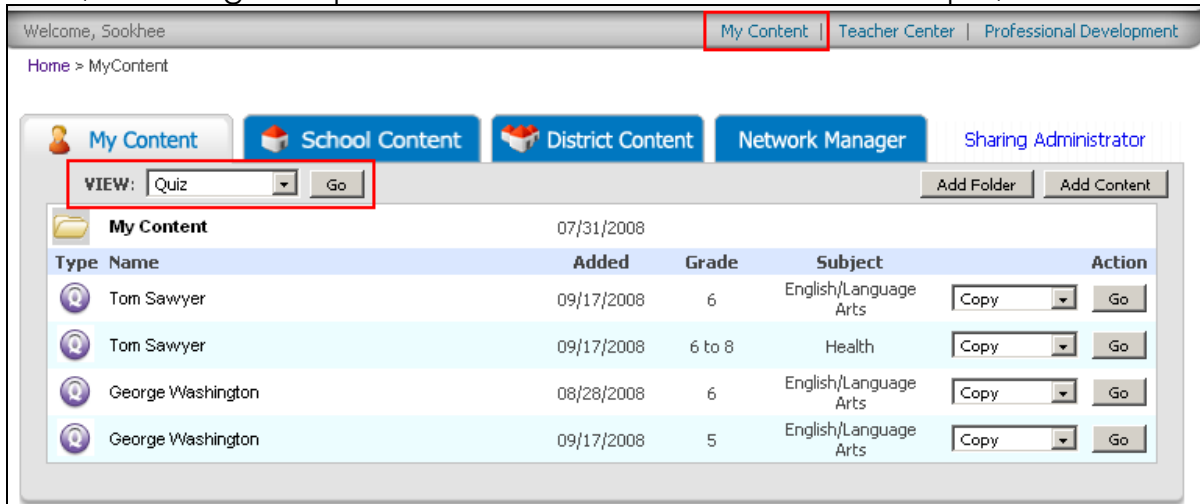 Welcome, Sookhee My Content | Teacher Center | Professional Development
Home > MyContent
My Content School Content District Content Network Manager Sharing Administrator
VIEW: Quiz Go Add Folder Add Content
My Content 07/31/2008
Type Name Added Grade Subject Action
Tom Sawyer 09/17/2008 6 English/Language Arts Copy Go
Tom Sawyer 09/17/2008 6 to 8 Health Copy Go
George Washington 08/28/2008 6 English/Language Arts Copy Go
George Washington 09/17/2008 5 English/Language Arts Copy Go